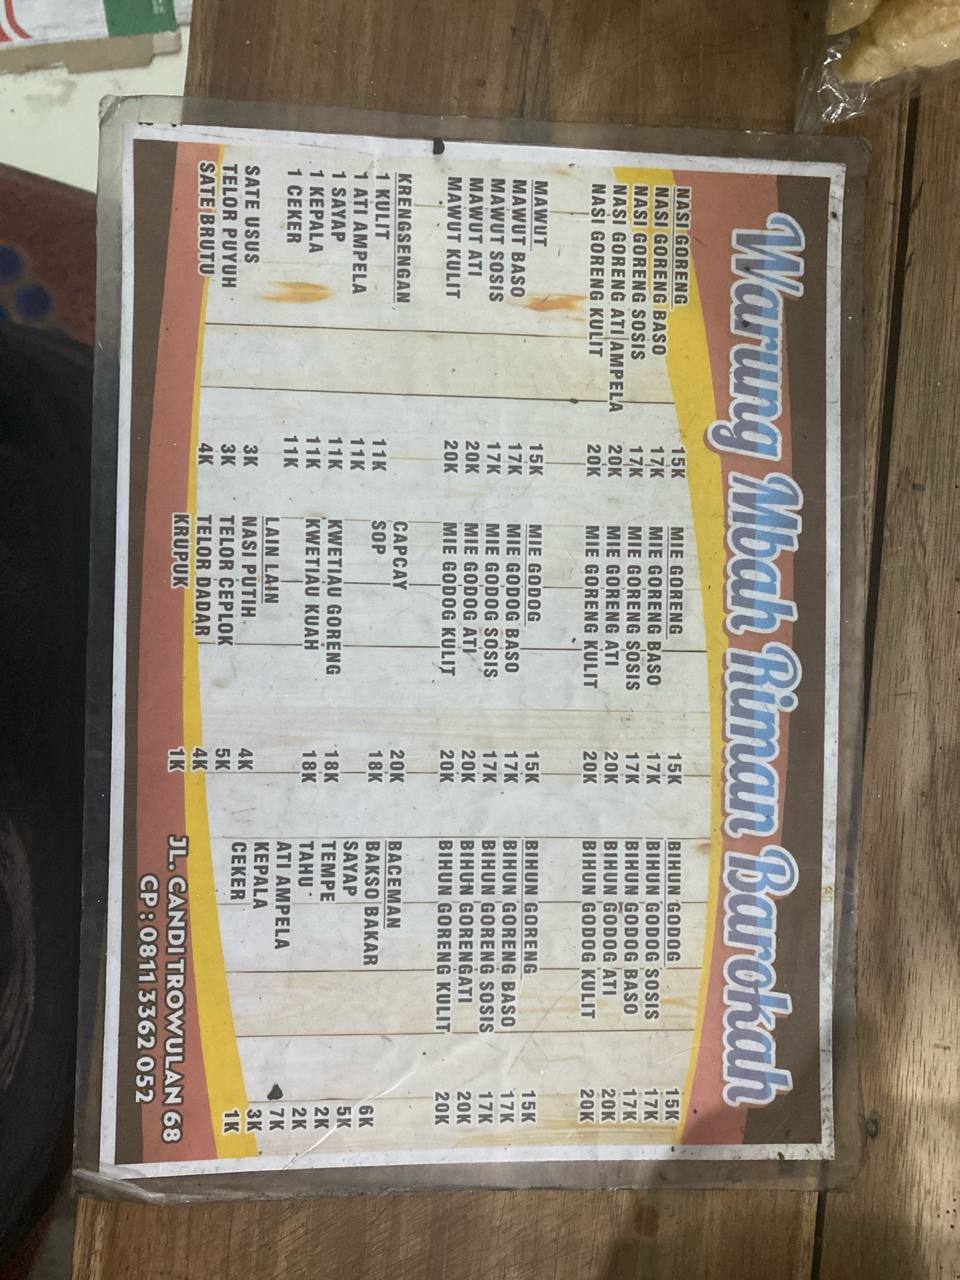 Warung Mbah Riman Barokah
NASI GORENG 15K
NASI GORENG BASO 17K
NASI GORENG SOSIS 17K
NASI GORENG ATI AMPELA 20K
NASI GORENG KULIT 20K
MAWUT 15K
MAWUT BASO 17K
MAWUT SOSIS 17K
MAWUT ATI 20K
MAWUT KULIT 20K
KRENGSENGAN
1 KULIT 11K
1 ATI AMPELA 11K
1 SAYAP 11K
1 KEPALA 11K
1 CEKER 11K
SATE USUS 3K
TELOR PUYUH 3K
SATE BRUTU 4K
MIE GORENG 15K
MIE GORENG BASO 17K
MIE GORENG SOSIS 17K
MIE GORENG ATI 20K
MIE GORENG KULIT 20K
MIE GODOG 15K
MIE GODOG BASO 17K
MIE GODOG SOSIS 17K
MIE GODOG ATI 20K
MIE GODOG KULIT 20K
CAPCAY 20K
SOP 18K
KWETIAU GORENG 18K
KWETIAU KUAH 18K
LAIN LAIN
NASI PUTIH 4K
TELOR CEPLOK 5K
TELOR DADAR 4K
KRUPUK 1K
BIHUN GODOG 15K
BIHUN GODOG SOSIS 17K
BIHUN GODOG BASO 17K
BIHUN GODOG ATI 20K
BIHUN GODOG KULIT 20K
BIHUN GORENG 15K
BIHUN GORENG BASO 17K
BIHUN GORENG SOSIS 17K
BIHUN GORENGATI 20K
BIHUN GORENG KULIT 20K
BACEMAN
BAKSO BAKAR 6K
SAYAP 5K
TEMPE 2K
TAHU 2K
ATI AMPELA 7K
KEPALA 3K
CEKER 1K
JL. CANDI TROWULAN 68
CP : 0811 3362 052